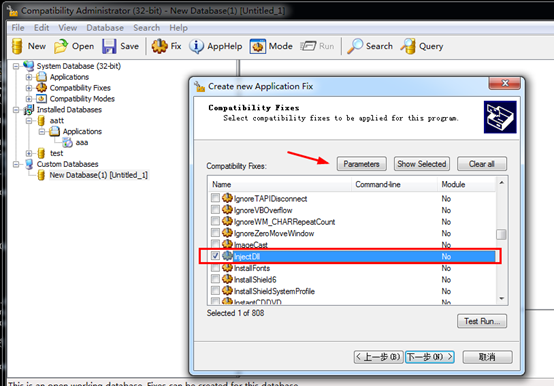 Compatibility Administrator (32-bit) - New Database(1) [Untitled_1]
File Edit View Database Search Help
New Open Save Fix AppHelp Mode Run Search Query
System Database (32-bit)
Applications
Compatibility Fixes
Compatibility Modes
Installed Databases
aatt
Applications
aaa
test
Custom Databases
New Database(1) [Untitled_1]
Create new Application Fix
Compatibility Fixes
Select compatibility fixes to be applied for this program.
Compatibility Fixes:
Parameters Show Selected Clear all
Name Command-line Module
IgnoreTAPIDisconnect No
IgnoreVBOverflow No
IgnoreWM_CHARRepeatCount No
IgnoreZeroMoveWindow No
ImageCast No
InjectDll No
InstallFonts No
InstallShield6 No
InstallShieldSystemProfile No
InstantCDDVD No
Selected 1 of 808
Test Run...
< 上一步(B) 下一步(N) > 取消
This is an open working database. Fixes can be created for this database